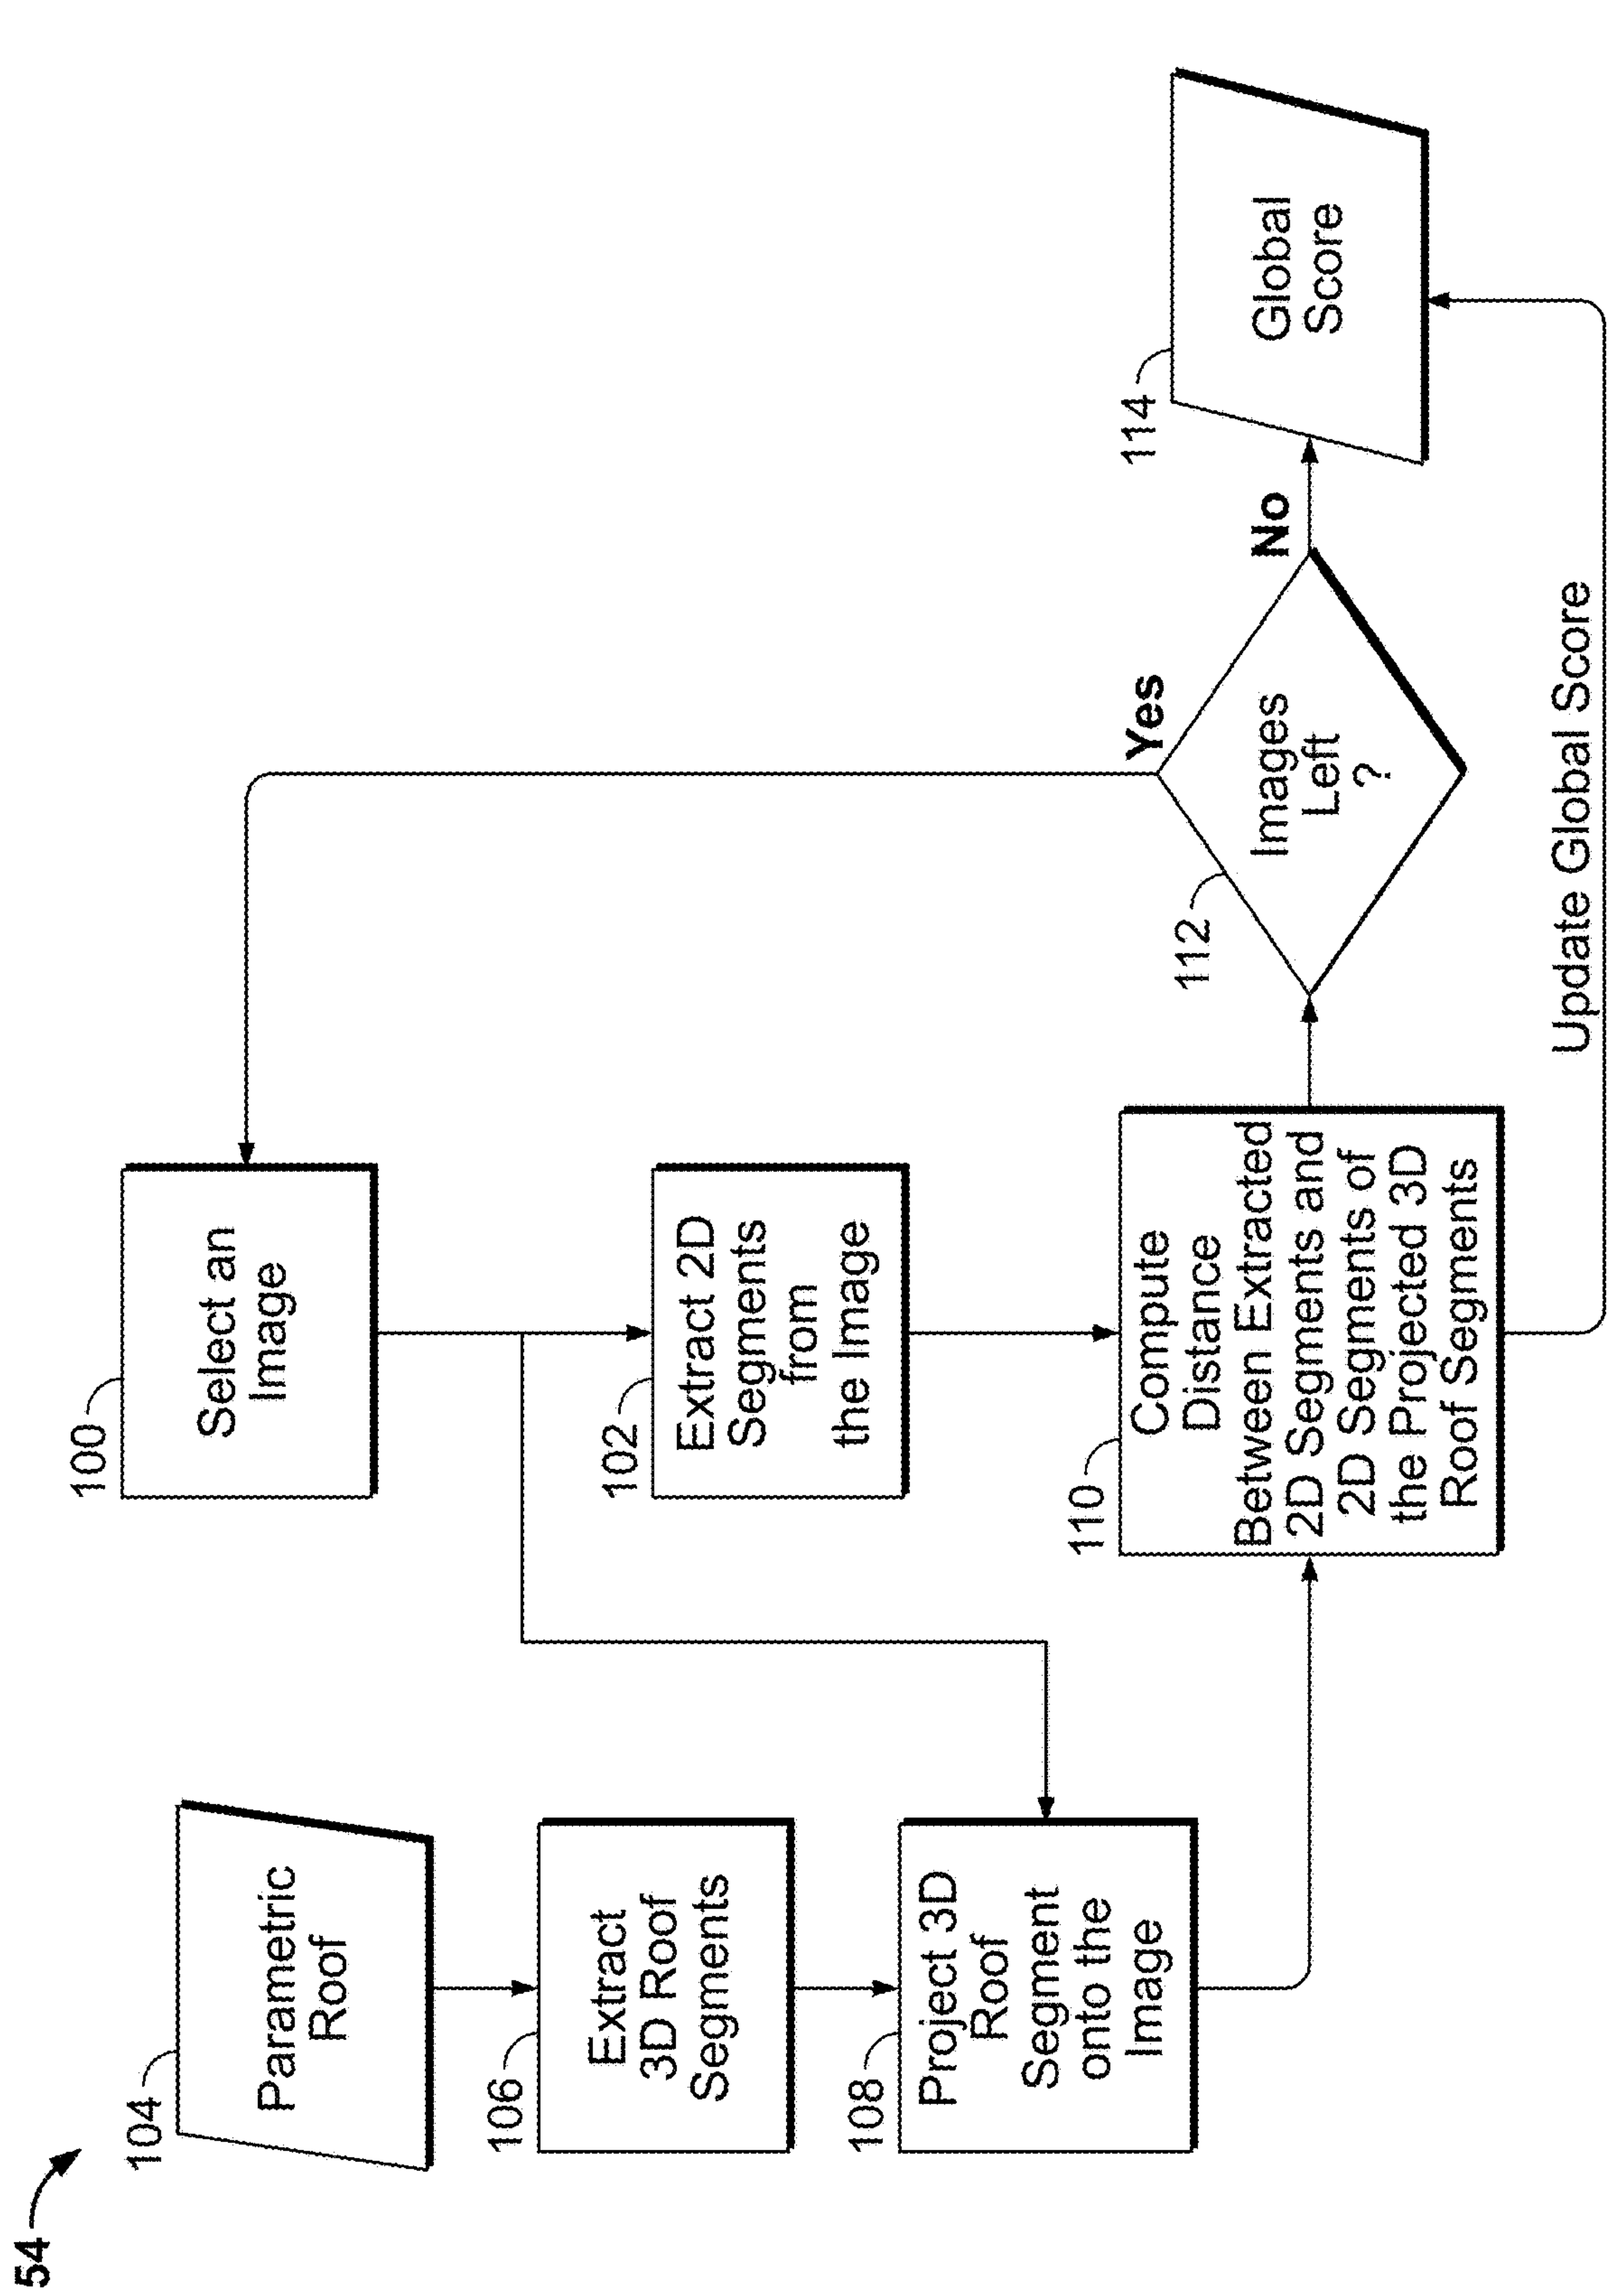 54
104
Parametric
Roof
106
Extract
3D Roof
Segments
108
Project 3D
Roof
Segment
onto the
Image
100
Select an
Image
102
Extract 2D
Segments
from
the Image
110
Compute
Distance
Between Extracted
2D Segments and
2D Segments of
the Projected 3D
Roof Segments
112
Images
Left
?
Yes
No
114
Global
Score
Update Global Score